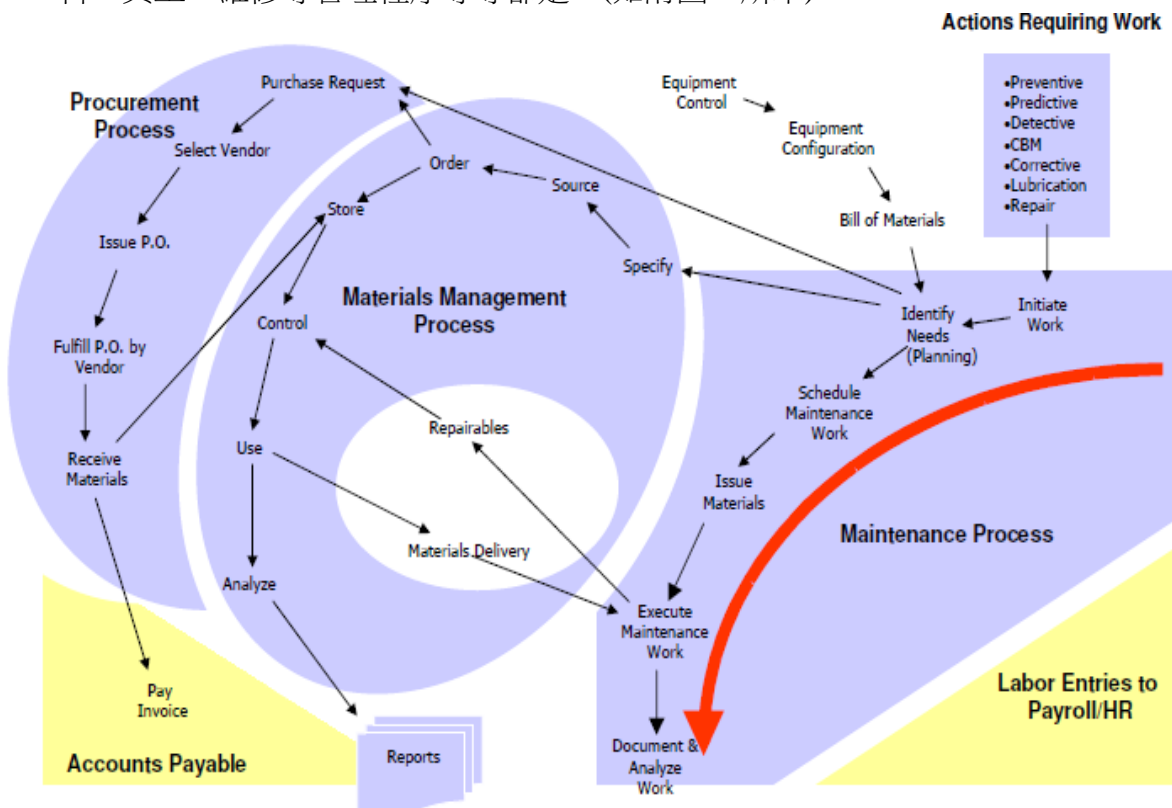 Actions Requiring Work
•Preventive
•Predictive
•Detective
•CBM
•Corrective
•Lubrication
•Repair
Procurement
Process
Purchase Request
Select Vendor
Issue P.O.
Fulfill P.O. by
Vendor
Receive
Materials
Pay
Invoice
Accounts Payable
Order
Source
Specify
Store
Materials Management
Process
Control
Use
Analyze
Reports
Repairables
Materials Delivery
Equipment
Control
Equipment
Configuration
Bill of Materials
Initiate
Work
Identify
Needs
(Planning)
Schedule
Maintenance
Work
Issue
Materials
Maintenance Process
Execute
Maintenance
Work
Document &
Analyze
Work
Labor Entries to
Payroll/HR